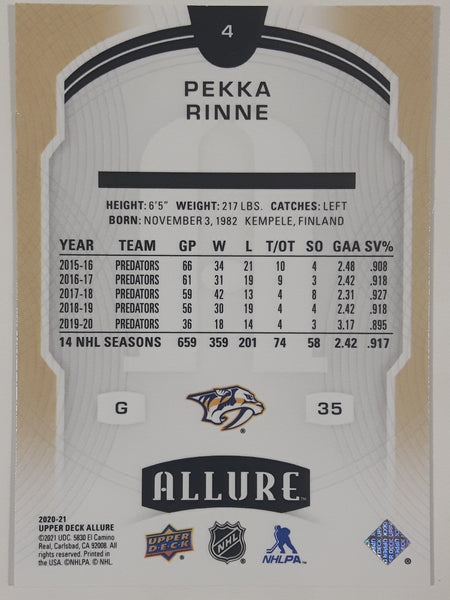 4
PEKKA
RINNE
HEIGHT: 6'5" WEIGHT: 217 LBS. CATCHES: LEFT
BORN: NOVEMBER 3, 1982 KEMPELE, FINLAND
YEAR TEAM GP W L T/OT SO GAA SV%
2015-16 PREDATORS 66 34 21 10 4 2.48 .908
2016-17 PREDATORS 61 31 19 9 3 2.42 .918
2017-18 PREDATORS 59 42 13 4 8 2.31 .927
2018-19 PREDATORS 56 30 19 4 4 2.42 .918
2019-20 PREDATORS 36 18 14 4 3 3.17 .895
14 NHL SEASONS 659 359 201 74 58 2.42 .917
G 35
ALLURE™
2020-21
UPPER DECK ALLURE
©2021 UDC. 5830 El Camino
Real, Carlsbad, CA 92008. All
rights reserved. Printed in
the USA. ©NHLPA. © NHL.
UPPER
DECK
NHL
NHLPA
®